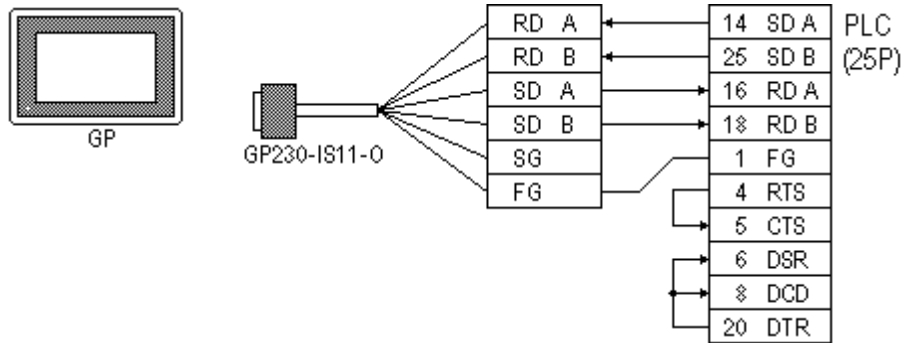 GP
GP230-IS11-O
RD A
RD B
SD A
SD B
SG
FG
14 SD A
25 SD B
16 RD A
18 RD B
1 FG
4 RTS
5 CTS
6 DSR
8 DCD
20 DTR
PLC
(25P)